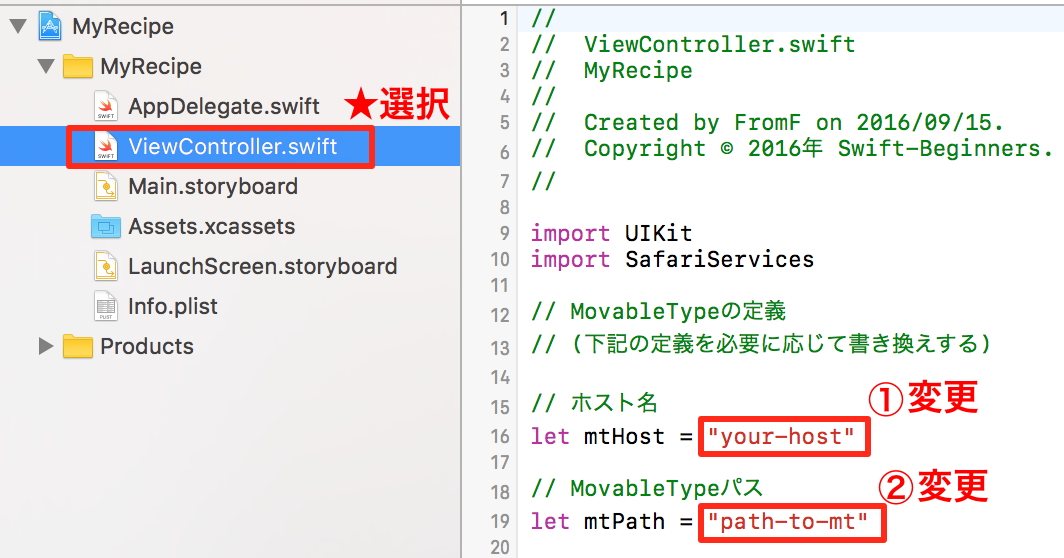 MyRecipe
MyRecipe
AppDelegate.swift
★選択
ViewController.swift
Main.storyboard
Assets.xcassets
LaunchScreen.storyboard
Info.plist
Products
1 //
2 //  ViewController.swift
3 //  MyRecipe
4 //
5 //  Created by FromF on 2016/09/15.
6 //  Copyright © 2016年 Swift-Beginners.
7 //
8
9 import UIKit
10 import SafariServices
11
12 // MovableTypeの定義
13 // (下記の定義を必要に応じて書き換えする)
14
15 // ホスト名
①変更
16 let mtHost = "your-host"
17
18 // MovableTypeパス
②変更
19 let mtPath = "path-to-mt"
20